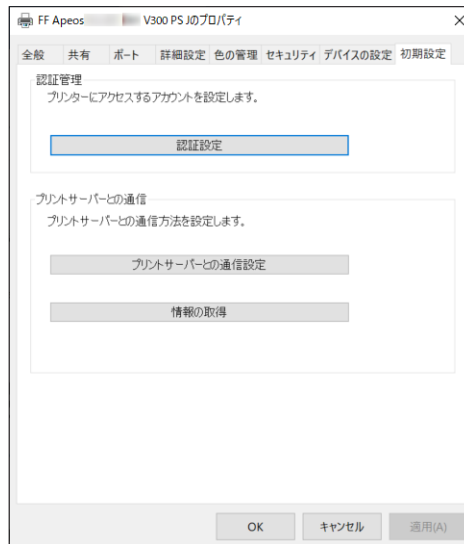 FF Apeos V300 PS Jのプロパティ
全般 共有 ポート 詳細設定 色の管理 セキュリティ デバイスの設定 初期設定
認証管理
プリンターにアクセスするアカウントを設定します。
認証設定
プリントサーバーとの通信
プリントサーバーとの通信方法を設定します。
プリントサーバーとの通信設定
情報の取得
OK キャンセル 適用(A)